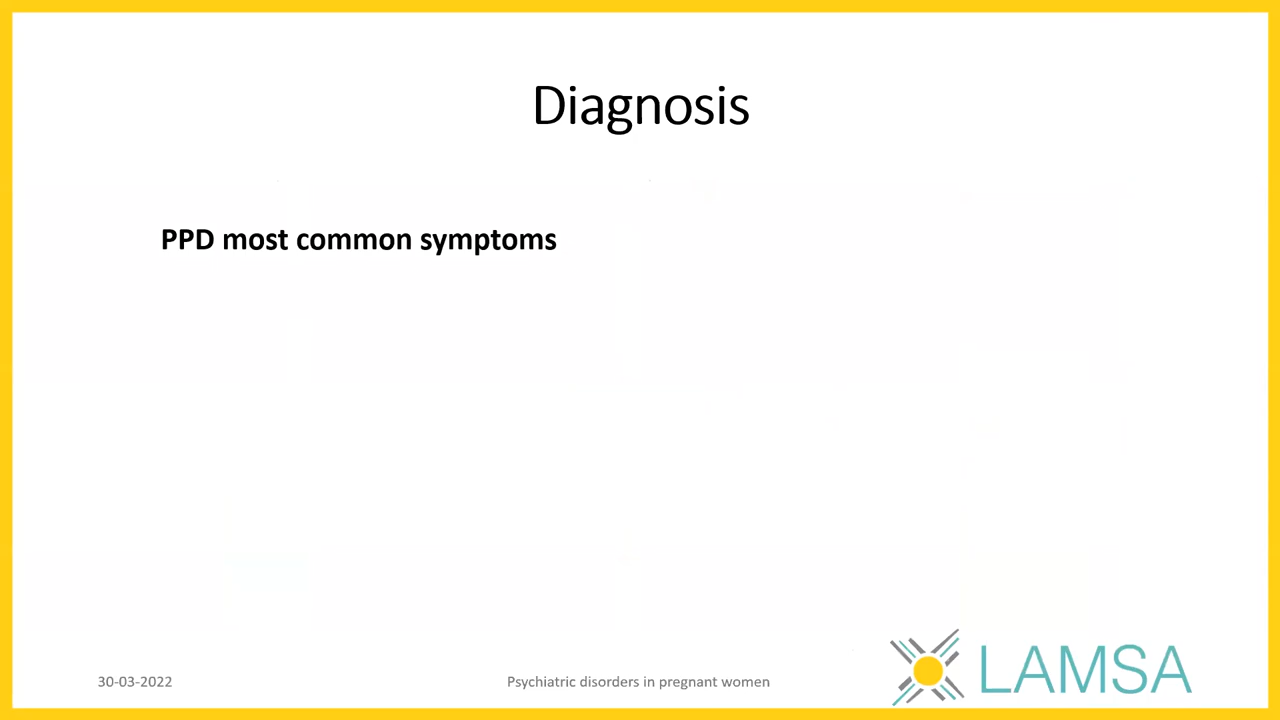 Diagnosis
PPD most common symptoms
30-03-2022
Psychiatric disorders in pregnant women
LAMSA